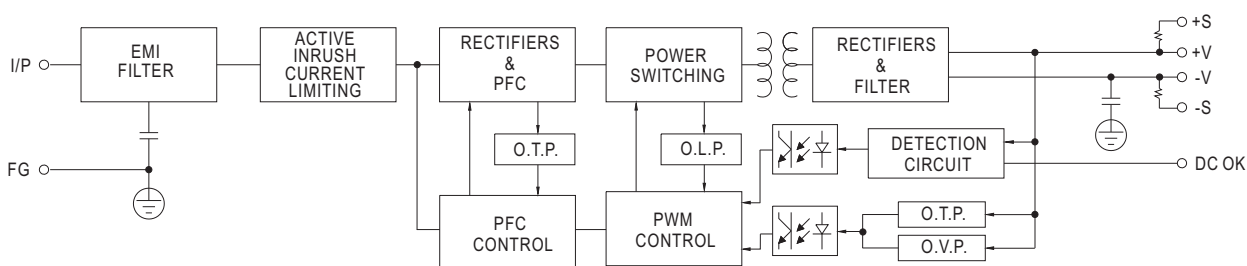 I/P
EMI
FILTER
ACTIVE
INRUSH
CURRENT
LIMITING
RECTIFIERS
&
PFC
POWER
SWITCHING
RECTIFIERS
&
FILTER
+S
+V
-V
-S
O.T.P.
O.L.P.
DETECTION
CIRCUIT
DC OK
FG
PFC
CONTROL
PWM
CONTROL
O.T.P.
O.V.P.